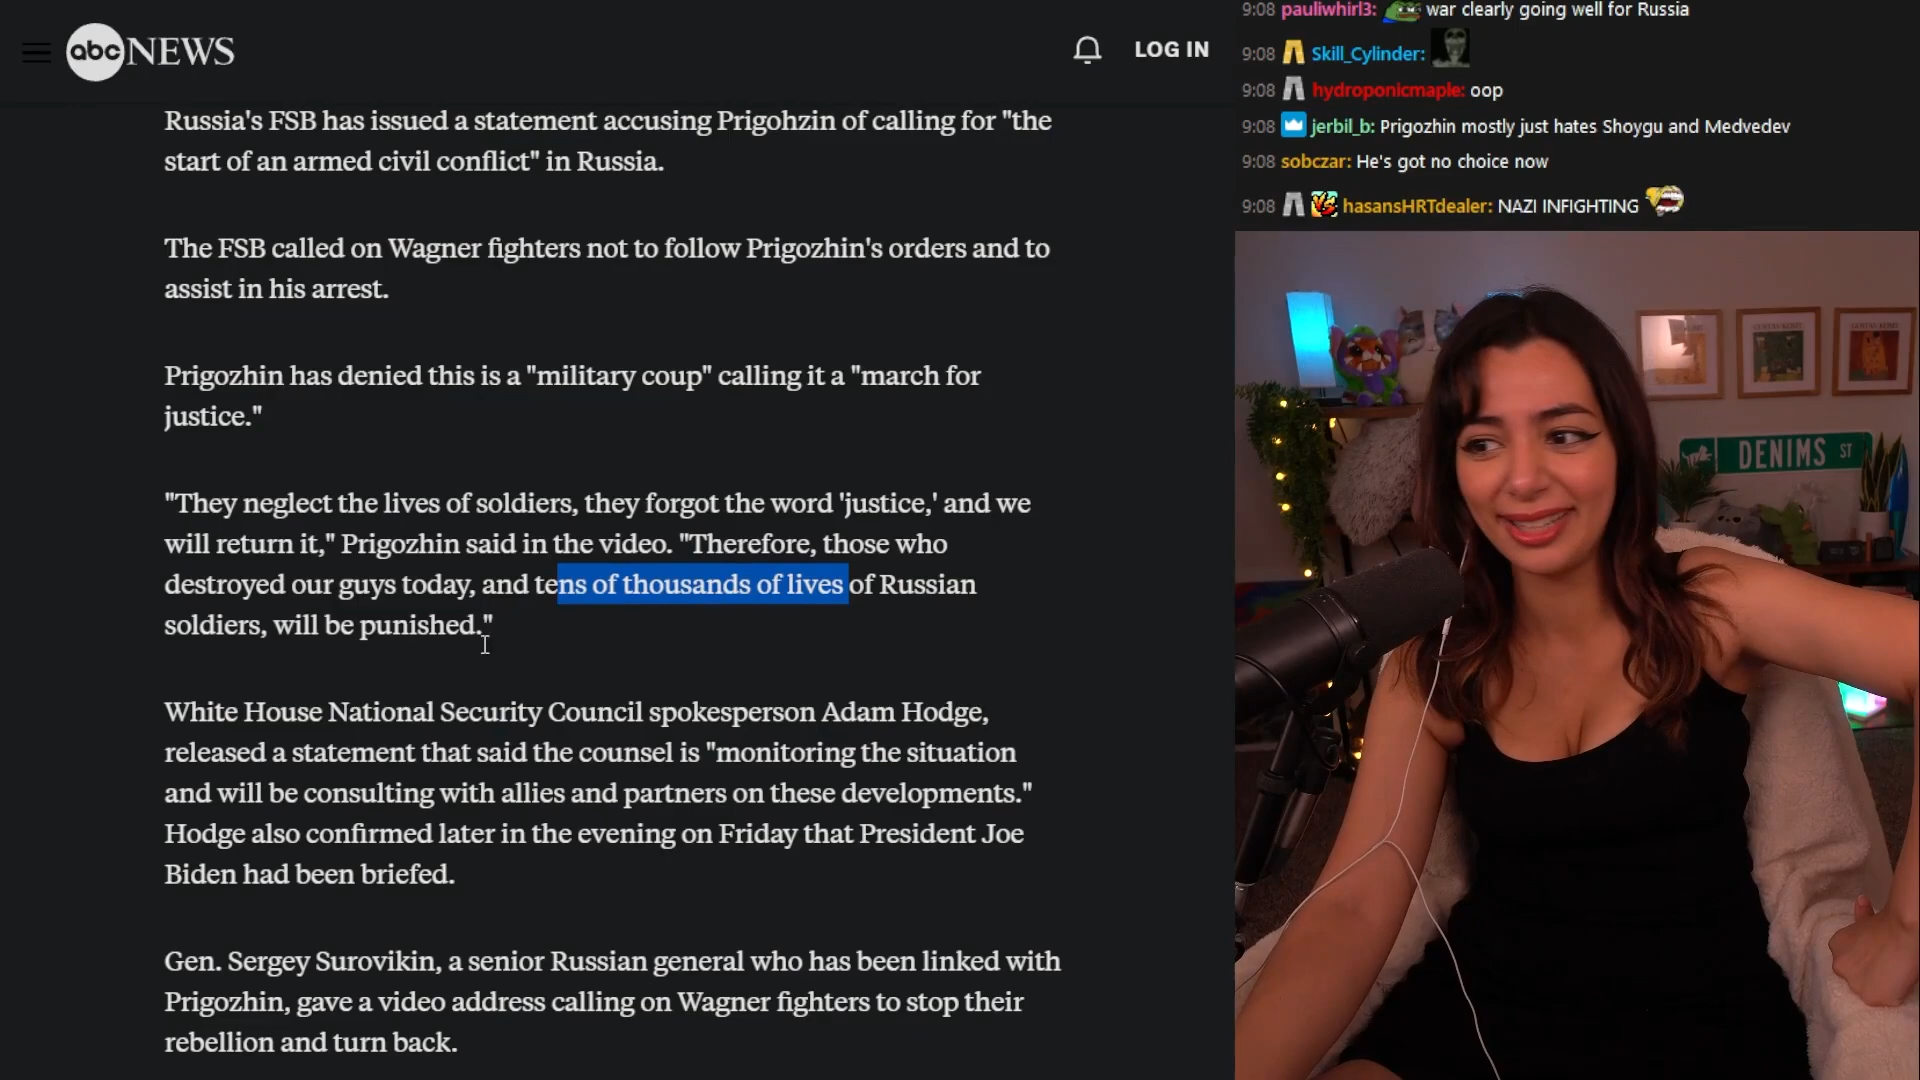 abc NEWS
LOG IN
Russia's FSB has issued a statement accusing Prigohzin of calling for "the
start of an armed civil conflict" in Russia.
The FSB called on Wagner fighters not to follow Prigozhin's orders and to
assist in his arrest.
Prigozhin has denied this is a "military coup" calling it a "march for
justice."
"They neglect the lives of soldiers, they forgot the word 'justice,' and we
will return it," Prigozhin said in the video. "Therefore, those who
destroyed our guys today, and tens of thousands of lives of Russian
soldiers, will be punished."
White House National Security Council spokesperson Adam Hodge,
released a statement that said the counsel is "monitoring the situation
and will be consulting with allies and partners on these developments."
Hodge also confirmed later in the evening on Friday that President Joe
Biden had been briefed.
Gen. Sergey Surovikin, a senior Russian general who has been linked with
Prigozhin, gave a video address calling on Wagner fighters to stop their
rebellion and turn back.
9:08 pauliwhirl3: war clearly going well for Russia
9:08 Skill_Cylinder:
9:08 hydroponicmaple: oop
9:08 jerbil_b: Prigozhin mostly just hates Shoygu and Medvedev
9:08 sobczar: He's got no choice now
9:08 VS hasansHRTdealer: NAZI INFIGHTING
DENIMS ST